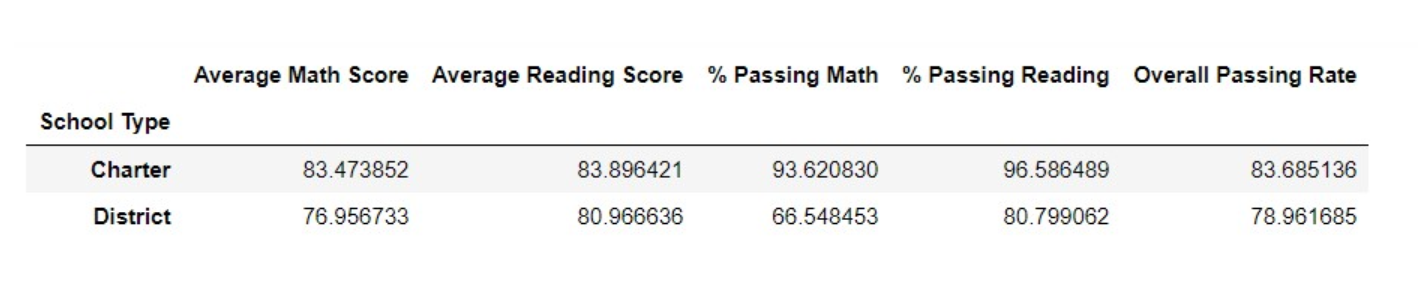 Average Math Score Average Reading Score % Passing Math % Passing Reading Overall Passing Rate
School Type
Charter 83.473852 83.896421 93.620830 96.586489 83.685136
District 76.956733 80.966636 66.548453 80.799062 78.961685